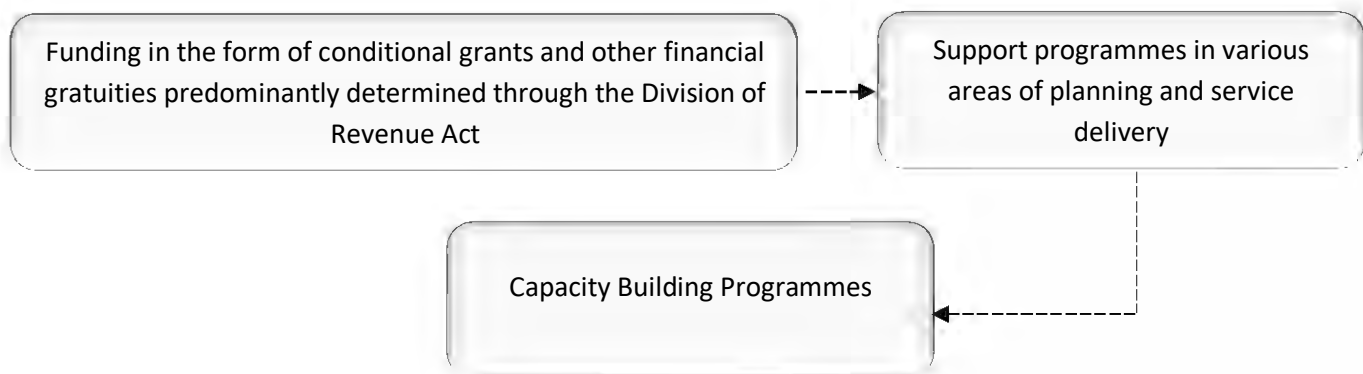 Funding in the form of conditional grants and other financial
gratuities predominantly determined through the Division of
Revenue Act
Support programmes in various
areas of planning and service
delivery
Capacity Building Programmes